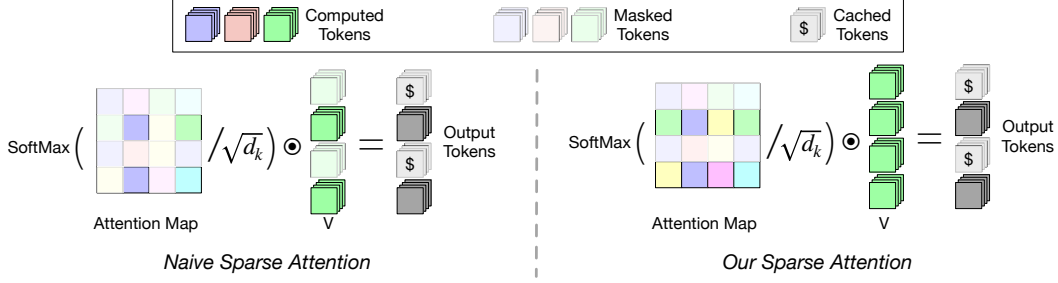 Computed
Tokens
Masked
Tokens
$
Cached
Tokens
SoftMax ( / √d_k ) ⊙ =
$
$
Output
Tokens
Attention Map
V
Naive Sparse Attention
SoftMax ( / √d_k ) ⊙ =
$
$
Output
Tokens
Attention Map
V
Our Sparse Attention